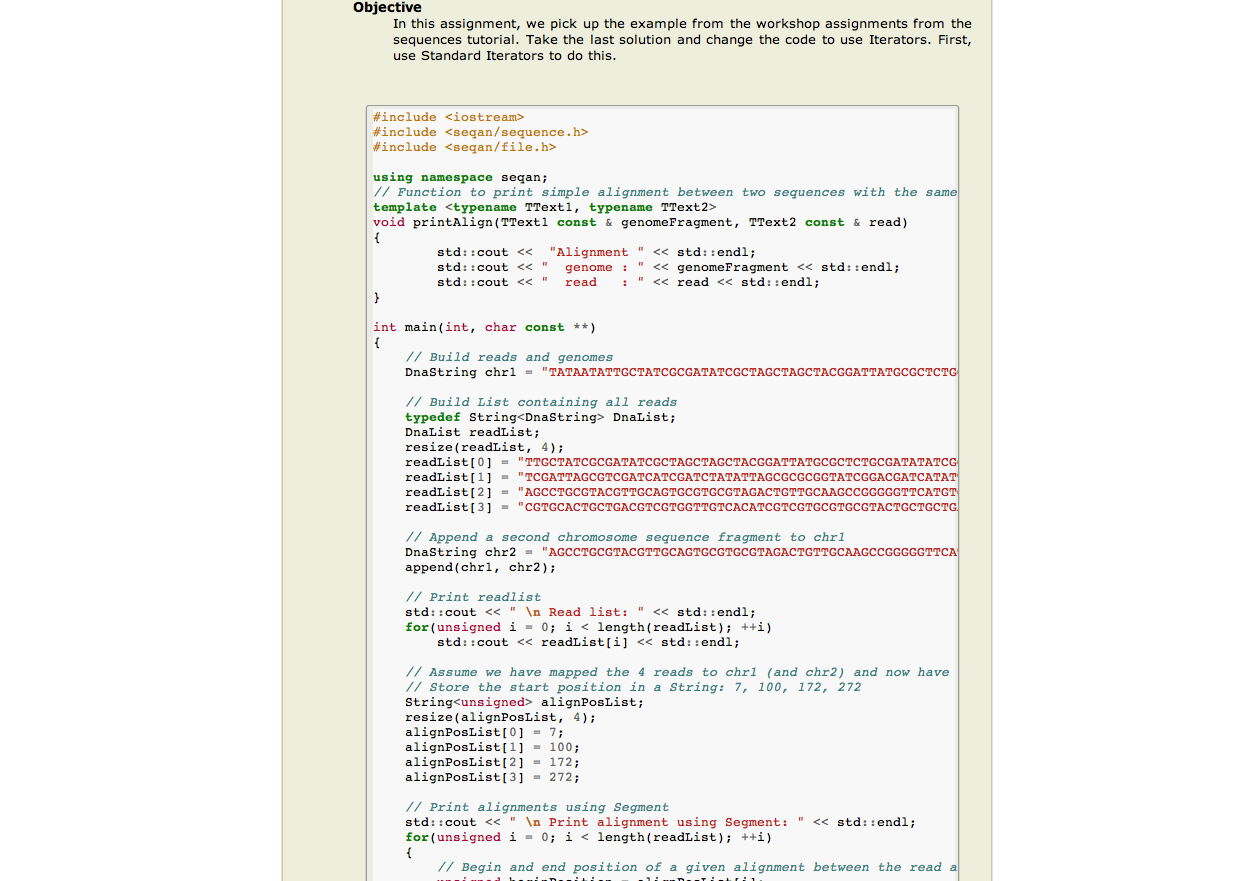 Objective
In this assignment, we pick up the example from the workshop assignments from the
sequences tutorial. Take the last solution and change the code to use Iterators. First,
use Standard Iterators to do this.
#include <iostream>
#include <seqan/sequence.h>
#include <seqan/file.h>
using namespace seqan;
// Function to print simple alignment between two sequences with the same
template <typename TText1, typename TText2>
void printAlign(TText1 const & genomeFragment, TText2 const & read)
{
std::cout <<  "Alignment " << std::endl;
std::cout << "  genome : " << genomeFragment << std::endl;
std::cout << "  read   : " << read << std::endl;
}
int main(int, char const **)
{
// Build reads and genomes
DnaString chr1 = "TATAATATTGCTATCGCGATATCGCTAGCTAGCTACGGATTATGCGCTCTG
// Build List containing all reads
typedef String<DnaString> DnaList;
DnaList readList;
resize(readList, 4);
readList[0] = "TTGCTATCGCGATATCGCTAGCTAGCTACGGATTATGCGCTCTGCGATATATCG
readList[1] = "TCGATTAGCGTCGATCATCGATCTATATTAGCGCGCGGTATCGGACGATCATAT
readList[2] = "AGCCTGCGTACGTTGCAGTGCGTGCGTAGACTGTTGCAAGCCGGGGGTTCATGT
readList[3] = "CGTGCACTGCTGACGTCGTGGTTGTCACATCGTCGTGCGTGCGTACTGCTGCTG
// Append a second chromosome sequence fragment to chr1
DnaString chr2 = "AGCCTGCGTACGTTGCAGTGCGTGCGTAGACTGTTGCAAGCCGGGGGTTCA
append(chr1, chr2);
// Print readlist
std::cout << " \n Read list: " << std::endl;
for(unsigned i = 0; i < length(readList); ++i)
std::cout << readList[i] << std::endl;
// Assume we have mapped the 4 reads to chr1 (and chr2) and now have
// Store the start position in a String: 7, 100, 172, 272
String<unsigned> alignPosList;
resize(alignPosList, 4);
alignPosList[0] = 7;
alignPosList[1] = 100;
alignPosList[2] = 172;
alignPosList[3] = 272;
// Print alignments using Segment
std::cout << " \n Print alignment using Segment: " << std::endl;
for(unsigned i = 0; i < length(readList); ++i)
{
// Begin and end position of a given alignment between the read a